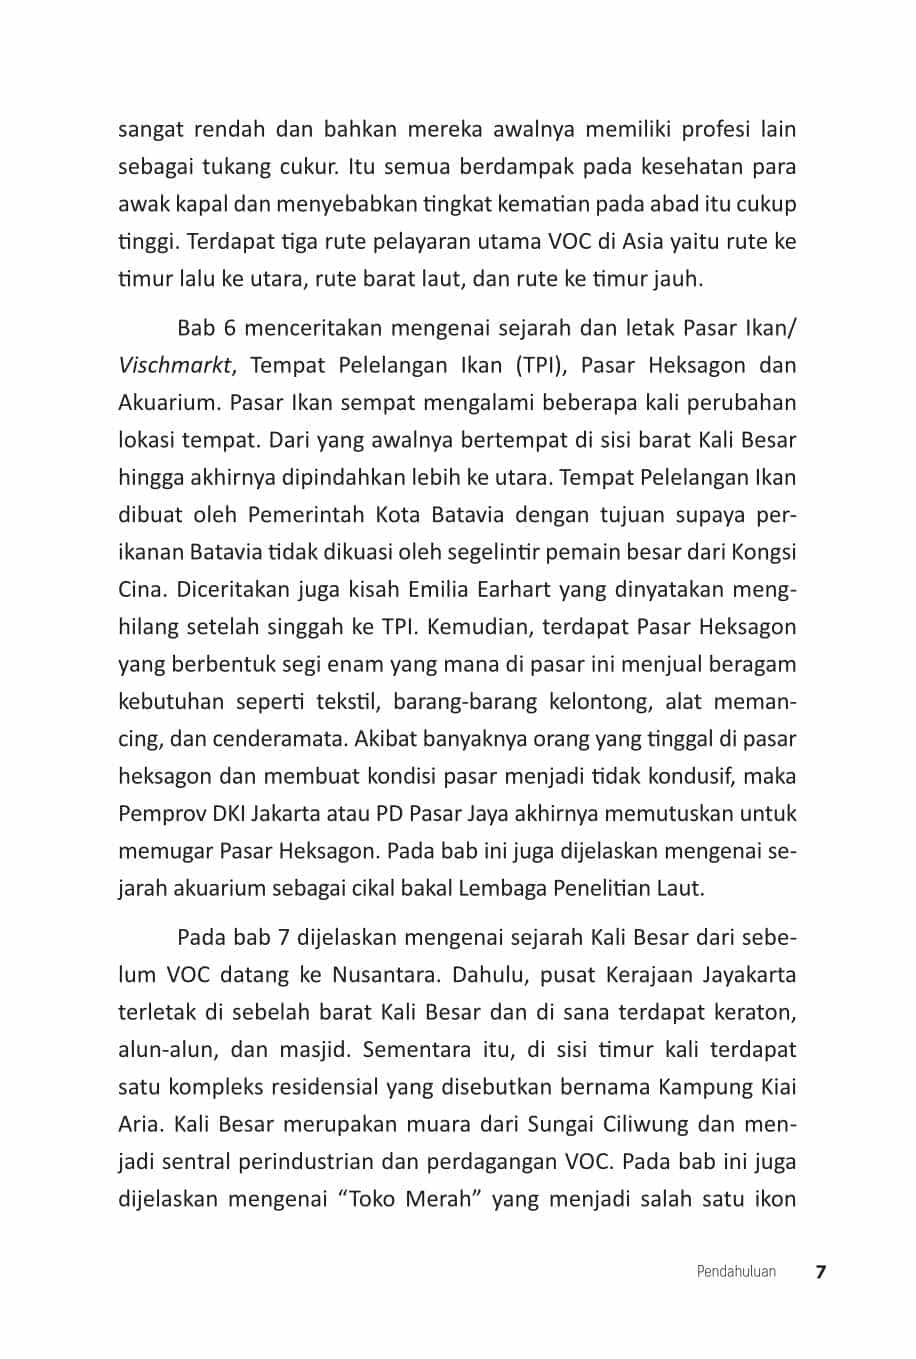 sangat rendah dan bahkan mereka awalnya memiliki profesi lain
sebagai tukang cukur. Itu semua berdampak pada kesehatan para
awak kapal dan menyebabkan tingkat kematian pada abad itu cukup
tinggi. Terdapat tiga rute pelayaran utama VOC di Asia yaitu rute ke
timur lalu ke utara, rute barat laut, dan rute ke timur jauh.
Bab 6 menceritakan mengenai sejarah dan letak Pasar Ikan/
Vischmarkt, Tempat Pelelangan Ikan (TPI), Pasar Heksagon dan
Akuarium. Pasar Ikan sempat mengalami beberapa kali perubahan
lokasi tempat. Dari yang awalnya bertempat di sisi barat Kali Besar
hingga akhirnya dipindahkan lebih ke utara. Tempat Pelelangan Ikan
dibuat oleh Pemerintah Kota Batavia dengan tujuan supaya per-
ikanan Batavia tidak dikuasi oleh segelintir pemain besar dari Kongsi
Cina. Diceritakan juga kisah Emilia Earhart yang dinyatakan meng-
hilang setelah singgah ke TPI. Kemudian, terdapat Pasar Heksagon
yang berbentuk segi enam yang mana di pasar ini menjual beragam
kebutuhan seperti tekstil, barang-barang kelontong, alat meman-
cing, dan cenderamata. Akibat banyaknya orang yang tinggal di pasar
heksagon dan membuat kondisi pasar menjadi tidak kondusif, maka
Pemprov DKI Jakarta atau PD Pasar Jaya akhirnya memutuskan untuk
memugar Pasar Heksagon. Pada bab ini juga dijelaskan mengenai se-
jarah akuarium sebagai cikal bakal Lembaga Penelitian Laut.
Pada bab 7 dijelaskan mengenai sejarah Kali Besar dari sebe-
lum VOC datang ke Nusantara. Dahulu, pusat Kerajaan Jayakarta
terletak di sebelah barat Kali Besar dan di sana terdapat keraton,
alun-alun, dan masjid. Sementara itu, di sisi timur kali terdapat
satu kompleks residensial yang disebutkan bernama Kampung Kiai
Aria. Kali Besar merupakan muara dari Sungai Ciliwung dan men-
jadi sentral perindustrian dan perdagangan VOC. Pada bab ini juga
dijelaskan mengenai “Toko Merah” yang menjadi salah satu ikon
Pendahuluan 7